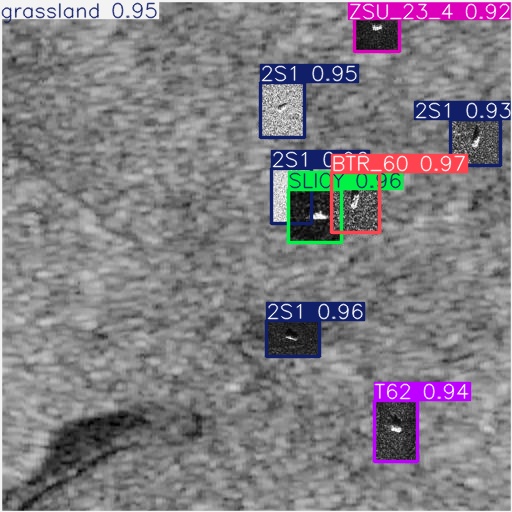 grassland 0.95
ZSU_23_4 0.92
2S1 0.95
2S1 0.93
2S1
BTR_60 0.97
SLICY 0.96
2S1 0.96
T62 0.94